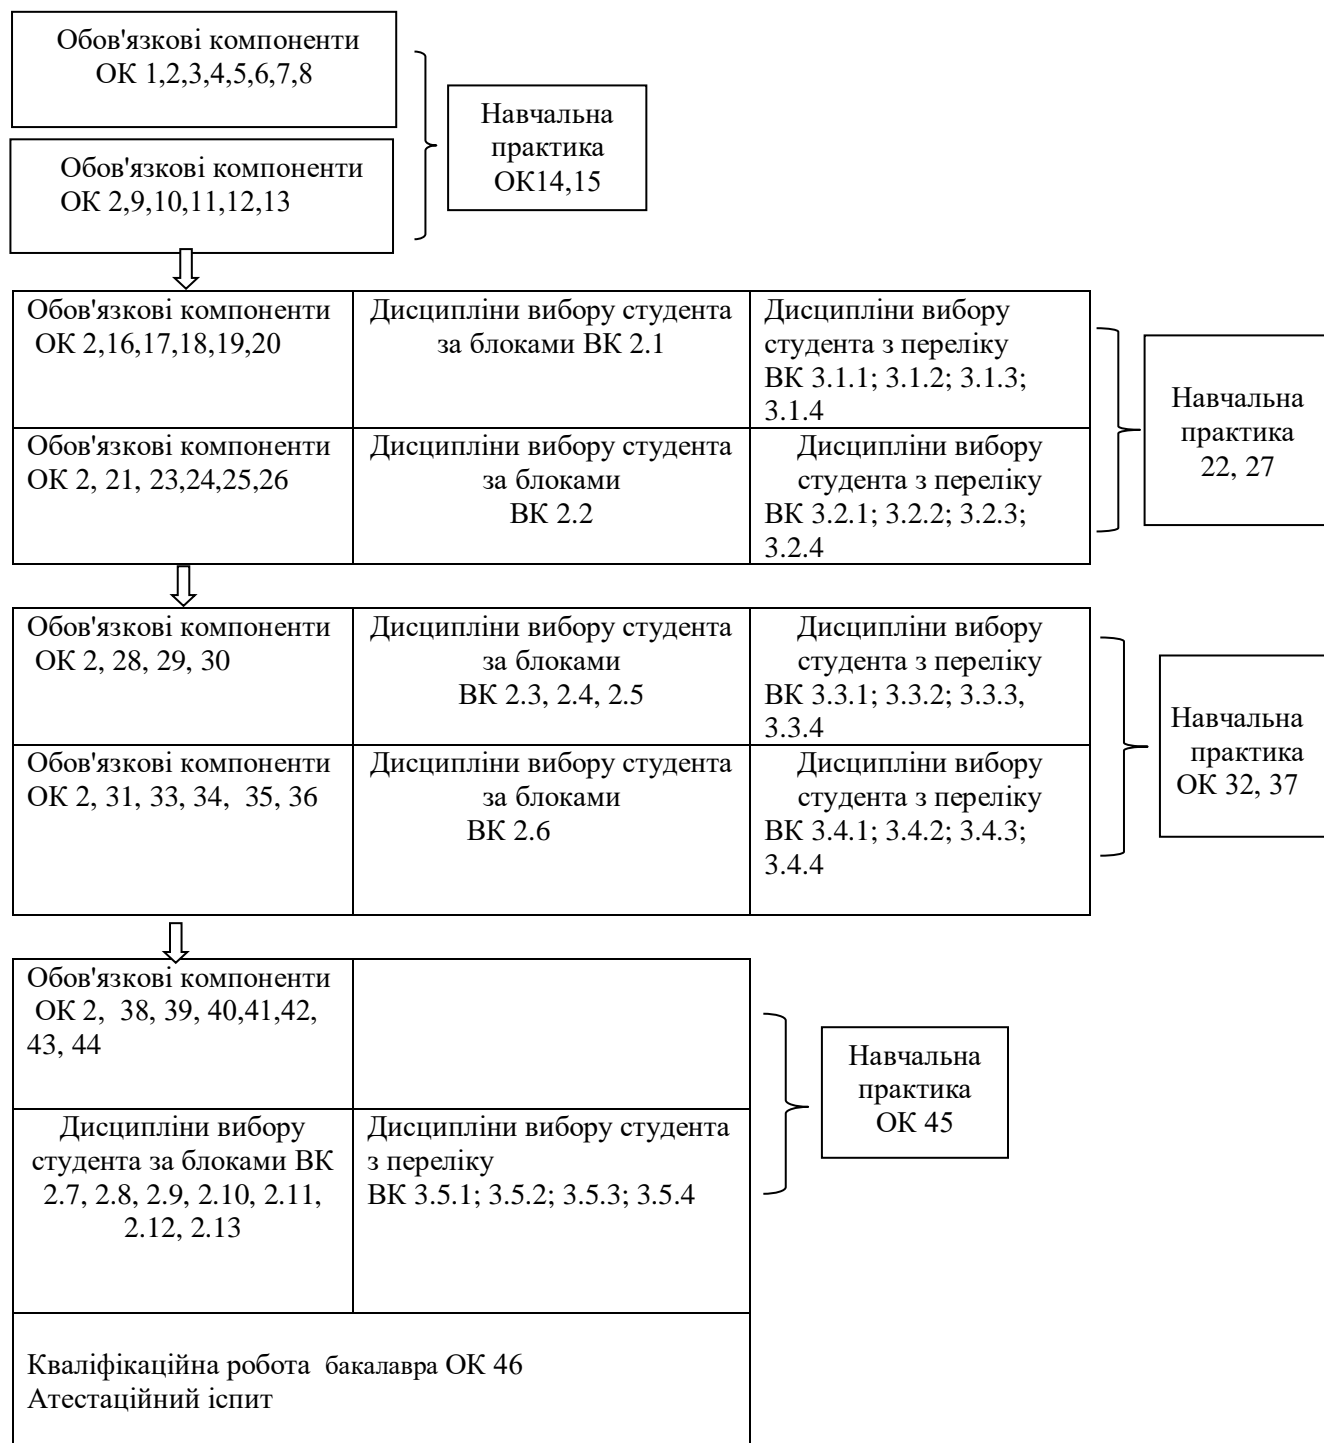 Обов'язкові компоненти
ОК 1,2,3,4,5,6,7,8
Обов'язкові компоненти
ОК 2,9,10,11,12,13
Навчальна
практика
ОК14,15
Обов'язкові компоненти
ОК 2,16,17,18,19,20
Дисципліни вибору студента
за блоками ВК 2.1
Дисципліни вибору
студента з переліку
ВК 3.1.1; 3.1.2; 3.1.3;
3.1.4
Обов'язкові компоненти
ОК 2, 21, 23,24,25,26
Дисципліни вибору студента
за блоками
ВК 2.2
Дисципліни вибору
студента з переліку
ВК 3.2.1; 3.2.2; 3.2.3;
3.2.4
Навчальна
практика
22, 27
Обов'язкові компоненти
ОК 2, 28, 29, 30
Дисципліни вибору студента
за блоками
ВК 2.3, 2.4, 2.5
Дисципліни вибору
студента з переліку
ВК 3.3.1; 3.3.2; 3.3.3,
3.3.4
Обов'язкові компоненти
ОК 2, 31, 33, 34, 35, 36
Дисципліни вибору студента
за блоками
ВК 2.6
Дисципліни вибору
студента з переліку
ВК 3.4.1; 3.4.2; 3.4.3;
3.4.4
Навчальна
практика
ОК 32, 37
Обов'язкові компоненти
ОК 2, 38, 39, 40,41,42,
43, 44
Дисципліни вибору
студента за блоками ВК
2.7, 2.8, 2.9, 2.10, 2.11,
2.12, 2.13
Дисципліни вибору студента
з переліку
ВК 3.5.1; 3.5.2; 3.5.3; 3.5.4
Навчальна
практика
ОК 45
Кваліфікаційна робота бакалавра ОК 46
Атестаційний іспит